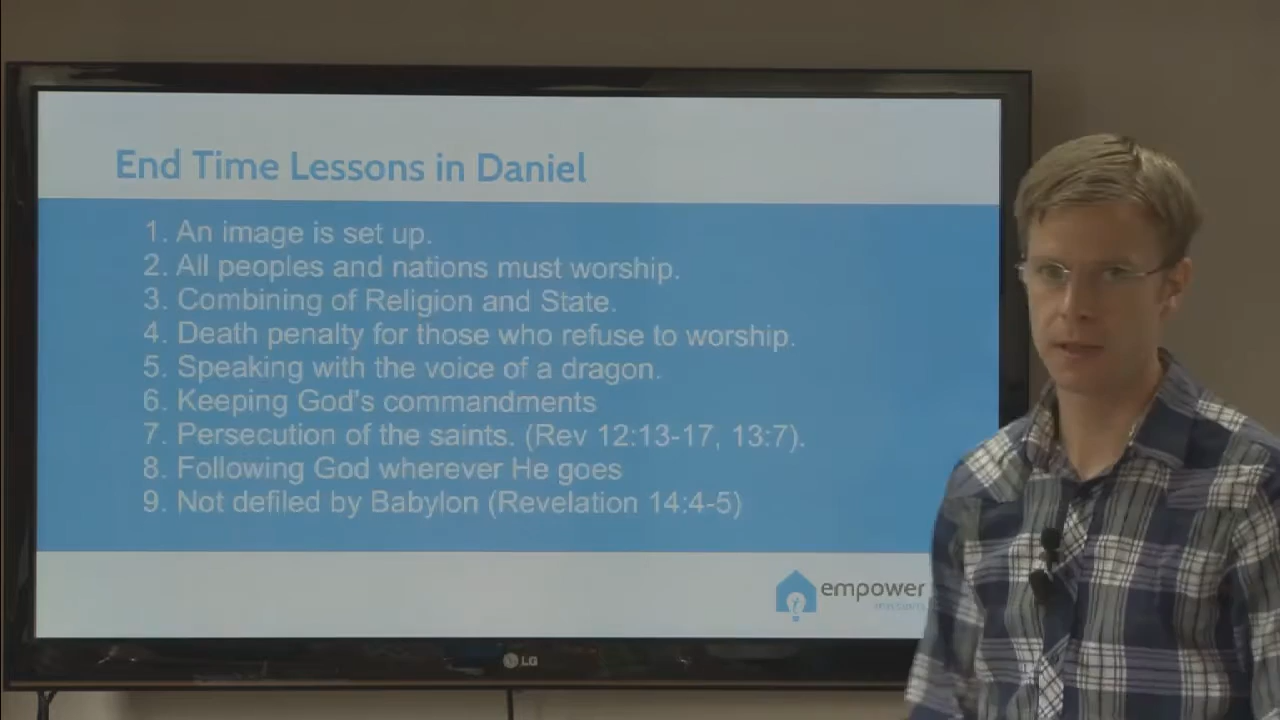 End Time Lessons in Daniel
1. An image is set up.
2. All peoples and nations must worship.
3. Combining of Religion and State.
4. Death penalty for those who refuse to worship.
5. Speaking with the voice of a dragon.
6. Keeping God's commandments
7. Persecution of the saints. (Rev 12:13-17, 13:7).
8. Following God wherever He goes
9. Not defiled by Babylon (Revelation 14:4-5)
empower
missions
LG